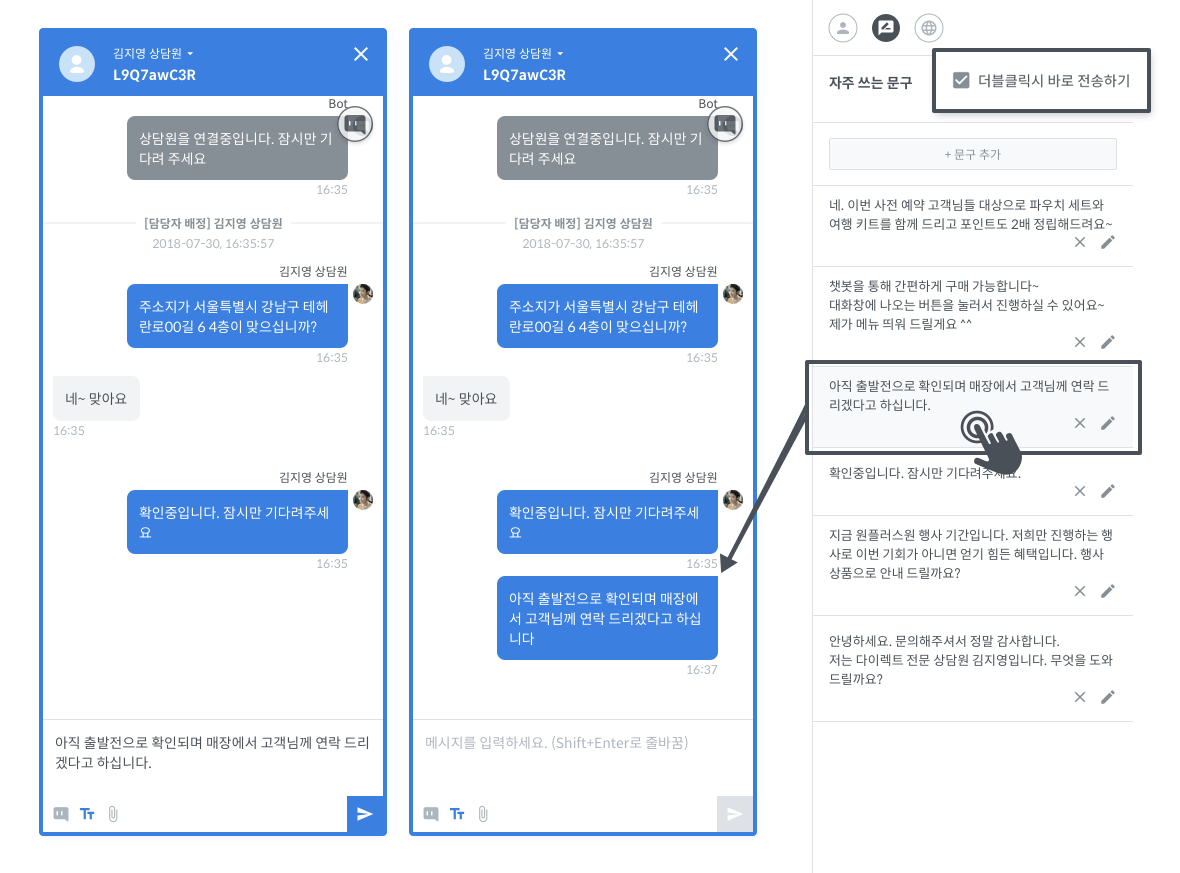 김지영 상담원
L9Q7awC3R
Bot
상담원을 연결중입니다. 잠시만 기
다려 주세요
16:35
[담당자 배정] 김지영 상담원
2018-07-30, 16:35:57
김지영 상담원
주소지가 서울특별시 강남구 테헤
란로00길 6 4층이 맞으십니까?
16:35
네~ 맞아요
16:35
김지영 상담원
확인중입니다. 잠시만 기다려주세
요
16:35
아직 출발전으로 확인되며 매장에서 고객님께 연락 드리
겠다고 하십니다.
Tт
김지영 상담원
L9Q7awC3R
Bot
상담원을 연결중입니다. 잠시만 기
다려 주세요
16:35
[담당자 배정] 김지영 상담원
2018-07-30, 16:35:57
김지영 상담원
주소지가 서울특별시 강남구 테헤
란로00길 6 4층이 맞으십니까?
16:35
네~ 맞아요
16:35
김지영 상담원
확인중입니다. 잠시만 기다려주세
요
16:35
아직 출발전으로 확인되며 매장에
서 고객님께 연락 드리겠다고 하십
니다
16:37
메시지를 입력하세요. (Shift+Enter로 줄바꿈)
Tт
자주 쓰는 문구
더블클릭시 바로 전송하기
+ 문구 추가
네. 이번 사전 예약 고객님들 대상으로 파우치 세트와
여행 키트를 함께 드리고 포인트도 2배 정립해드려요~
챗봇을 통해 간편하게 구매 가능합니다~
대화창에 나오는 버튼을 눌러서 진행하실 수 있어요~
제가 메뉴 띄워 드릴게요 ^^
아직 출발전으로 확인되며 매장에서 고객님께 연락 드
리겠다고 하십니다.
확인중입니다. 잠시만 기다려주세요.
지금 원플러스원 행사 기간입니다. 저희만 진행하는 행
사로 이번 기회가 아니면 얻기 힘든 혜택입니다. 행사
상품으로 안내 드릴까요?
안녕하세요. 문의해주셔서 정말 감사합니다.
저는 다이렉트 전문 상담원 김지영입니다. 무엇을 도와
드릴까요?